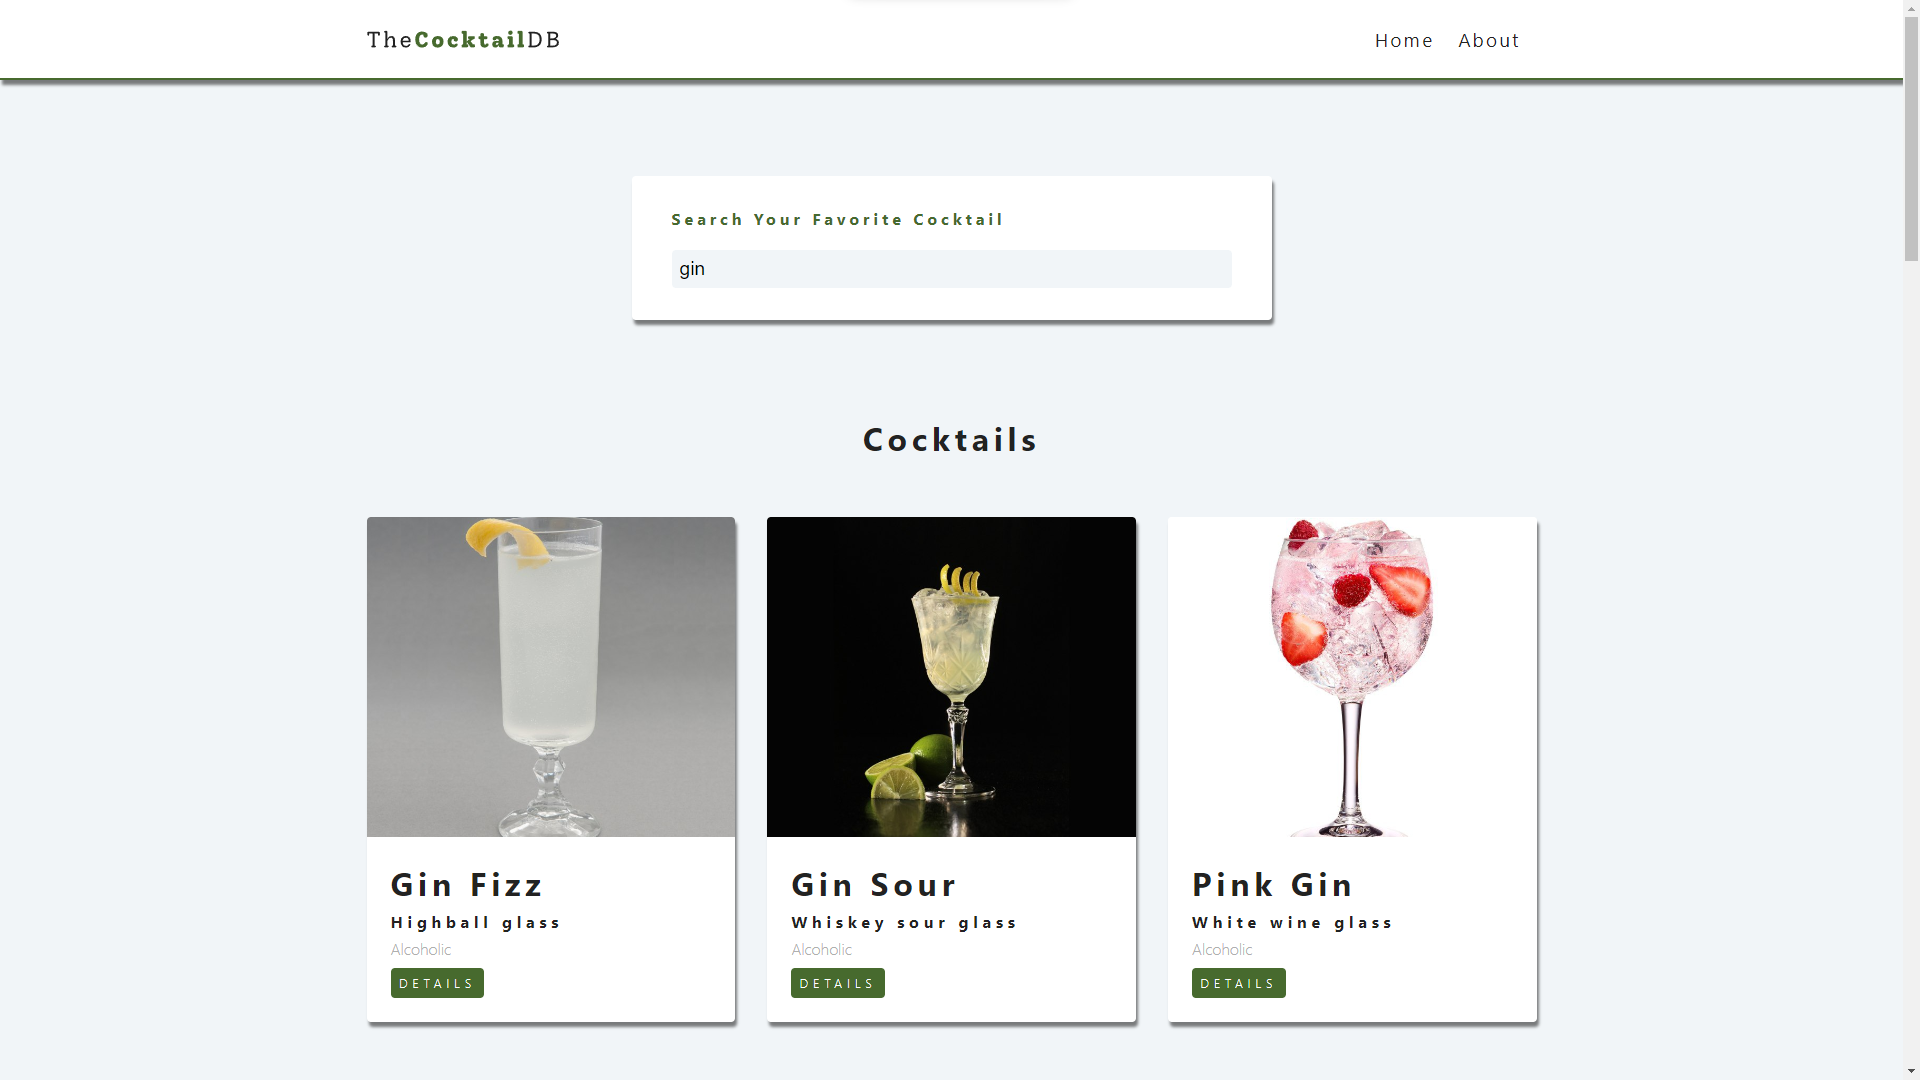 TheCocktailDB
Home About
Search Your Favorite Cocktail
gin
Cocktails
Gin Fizz
Highball glass
Alcoholic
DETAILS
Gin Sour
Whiskey sour glass
Alcoholic
DETAILS
Pink Gin
White wine glass
Alcoholic
DETAILS